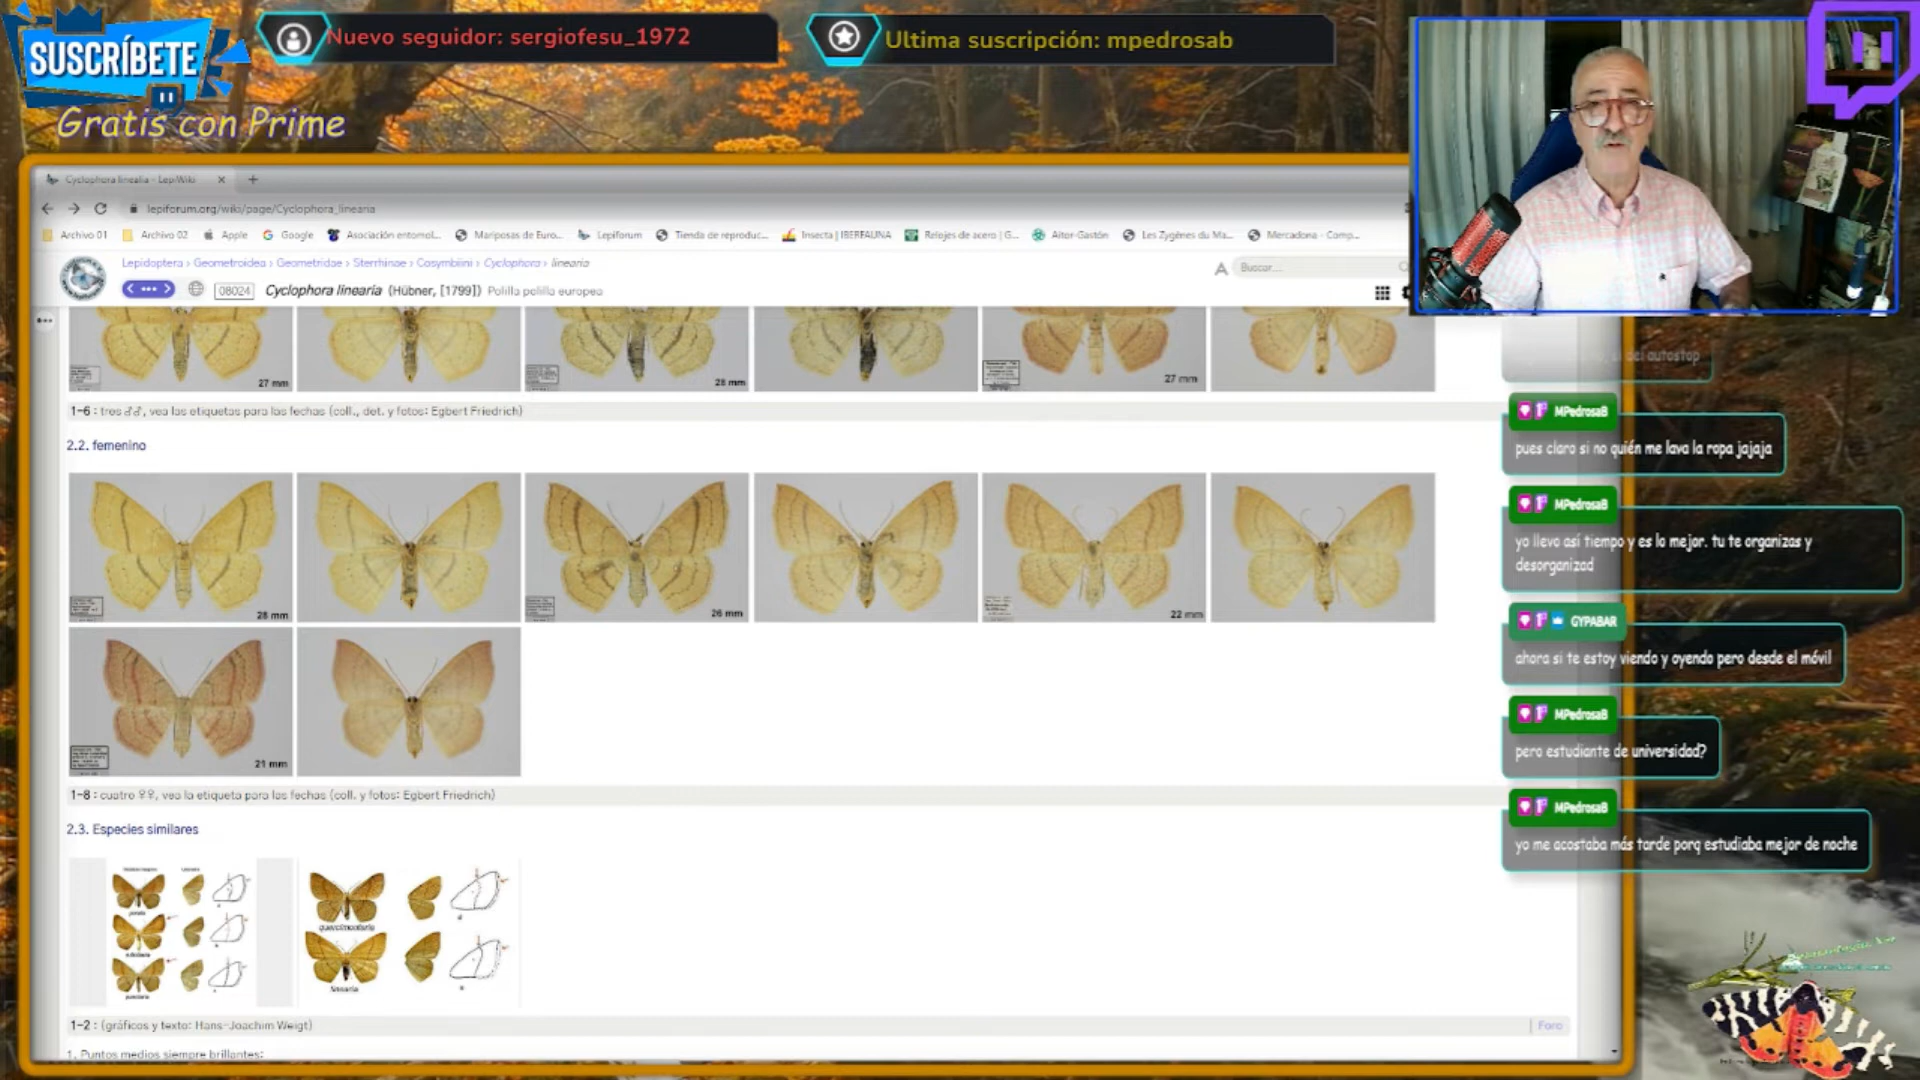 SUSCRÍBETE
Gratis con Prime
Nuevo seguidor: sergiofesu_1972
Ultima suscripción: mpedrosab
Cyclophora linearia - LepiWiki
lepiforum.org/wiki/page/Cyclophora_linearia
Archivo 01 Archivo 02 Apple Google Asociación entomol... Mariposas de Euro... Lepiforum Tienda de reproduc... Insecta | IBERFAUNA Relojes de acero | G... Aitor-Gastón Les Zygènes du Ma... Mercadona - Comp...
Lepidoptera › Geometroidea › Geometridae › Sterrhinae › Cosymbiini › Cyclophora › linearia
Buscar...
08024 Cyclophora linearia (Hübner, [1799]) Polilla polilla europea
27 mm 28 mm 27 mm
1-6 : tres ♂♂, vea las etiquetas para las fechas (coll., det. y fotos: Egbert Friedrich)
2.2. femenino
28 mm 26 mm 22 mm
21 mm
1-8 : cuatro ♀♀, vea la etiqueta para las fechas (coll. y fotos: Egbert Friedrich)
2.3. Especies similares
quercimontaria
linearia
punctaria
1-2 : (gráficos y texto: Hans-Joachim Weigt)
Foro
1. Puntos medios siempre brillantes:
del autostop
MPedrosaB
pues claro si no quién me lava la ropa jajaja
MPedrosaB
yo llevo así tiempo y es lo mejor. tu te organizas y
desorganizad
GYPABAR
ahora si te estoy viendo y oyendo pero desde el móvil
MPedrosaB
pero estudiante de universidad?
MPedrosaB
yo me acostaba más tarde porq estudiaba mejor de noche